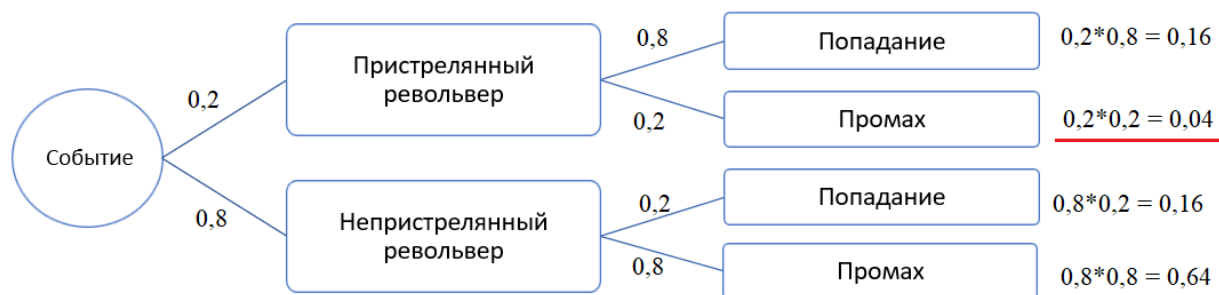 Событие
0,2
0,8
Пристрелянный
револьвер
0,8
0,2
Попадание
0,2*0,8 = 0,16
Промах
0,2*0,2 = 0,04
Непристрелянный
револьвер
0,2
0,8
Попадание
0,8*0,2 = 0,16
Промах
0,8*0,8 = 0,64